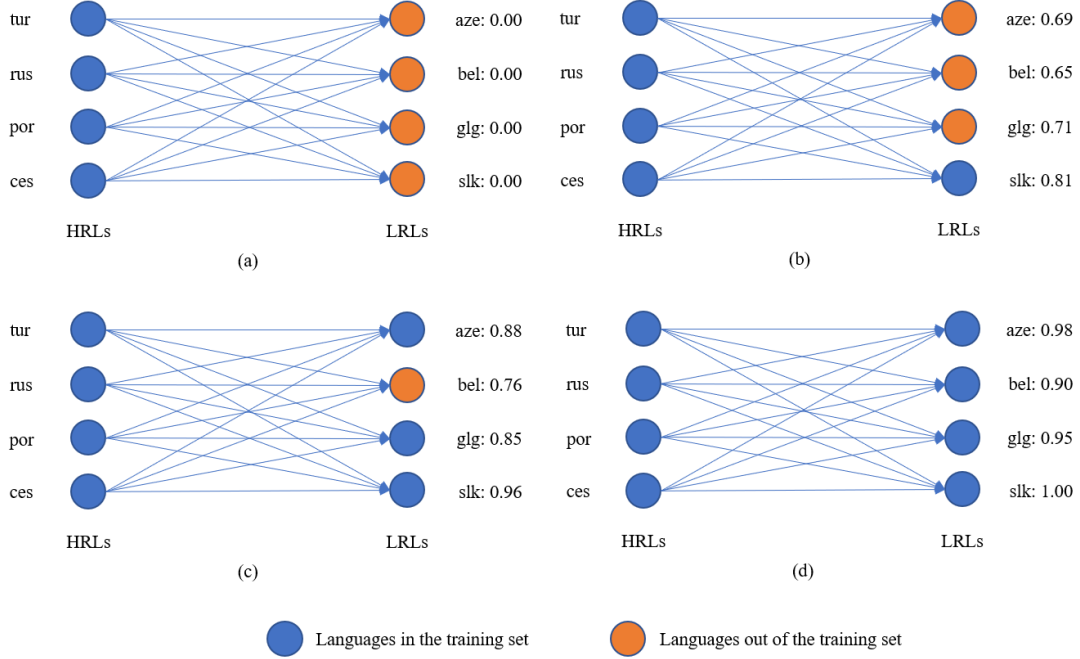 tur
rus
por
ces
HRLs
aze: 0.00
bel: 0.00
glg: 0.00
slk: 0.00
LRLs
(a)
tur
rus
por
ces
HRLs
aze: 0.69
bel: 0.65
glg: 0.71
slk: 0.81
LRLs
(b)
tur
rus
por
ces
HRLs
aze: 0.88
bel: 0.76
glg: 0.85
slk: 0.96
LRLs
(c)
tur
rus
por
ces
HRLs
aze: 0.98
bel: 0.90
glg: 0.95
slk: 1.00
LRLs
(d)
Languages in the training set
Languages out of the training set